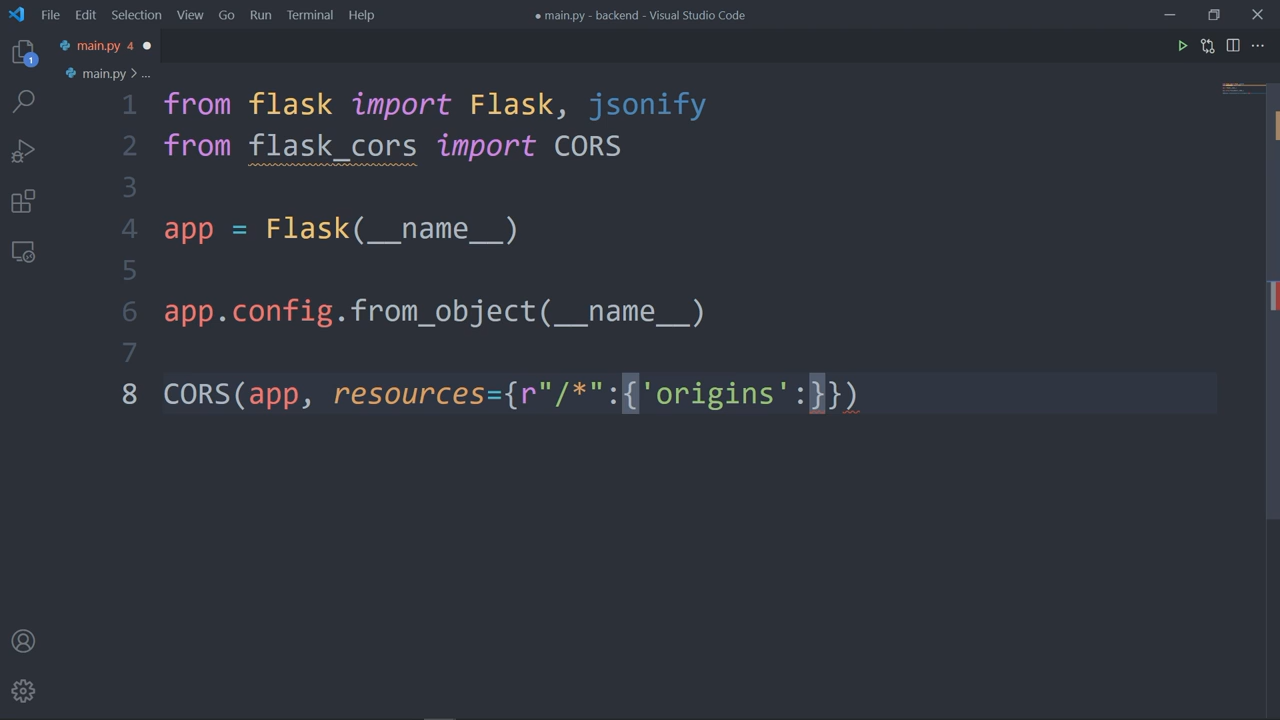 File Edit Selection View Go Run Terminal Help ● main.py - backend - Visual Studio Code
main.py 4
1
main.py > ...
1 from flask import Flask, jsonify
2 from flask_cors import CORS
3
4 app = Flask(__name__)
5
6 app.config.from_object(__name__)
7
8 CORS(app, resources={r"/*":{'origins':}})